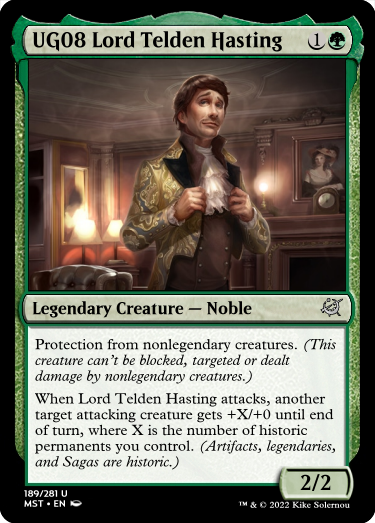 UG08 Lord Telden Hasting 1
Legendary Creature — Noble
Protection from nonlegendary creatures. (This
creature can't be blocked, targeted or dealt
damage by nonlegendary creatures.)
When Lord Telden Hasting attacks, another
target attacking creature gets +X/+0 until end
of turn, where X is the number of historic
permanents you control. (Artifacts, legendaries,
and Sagas are historic.)
2/2
189/281 U
MST • EN
™ & © 2022 Kike Solernou